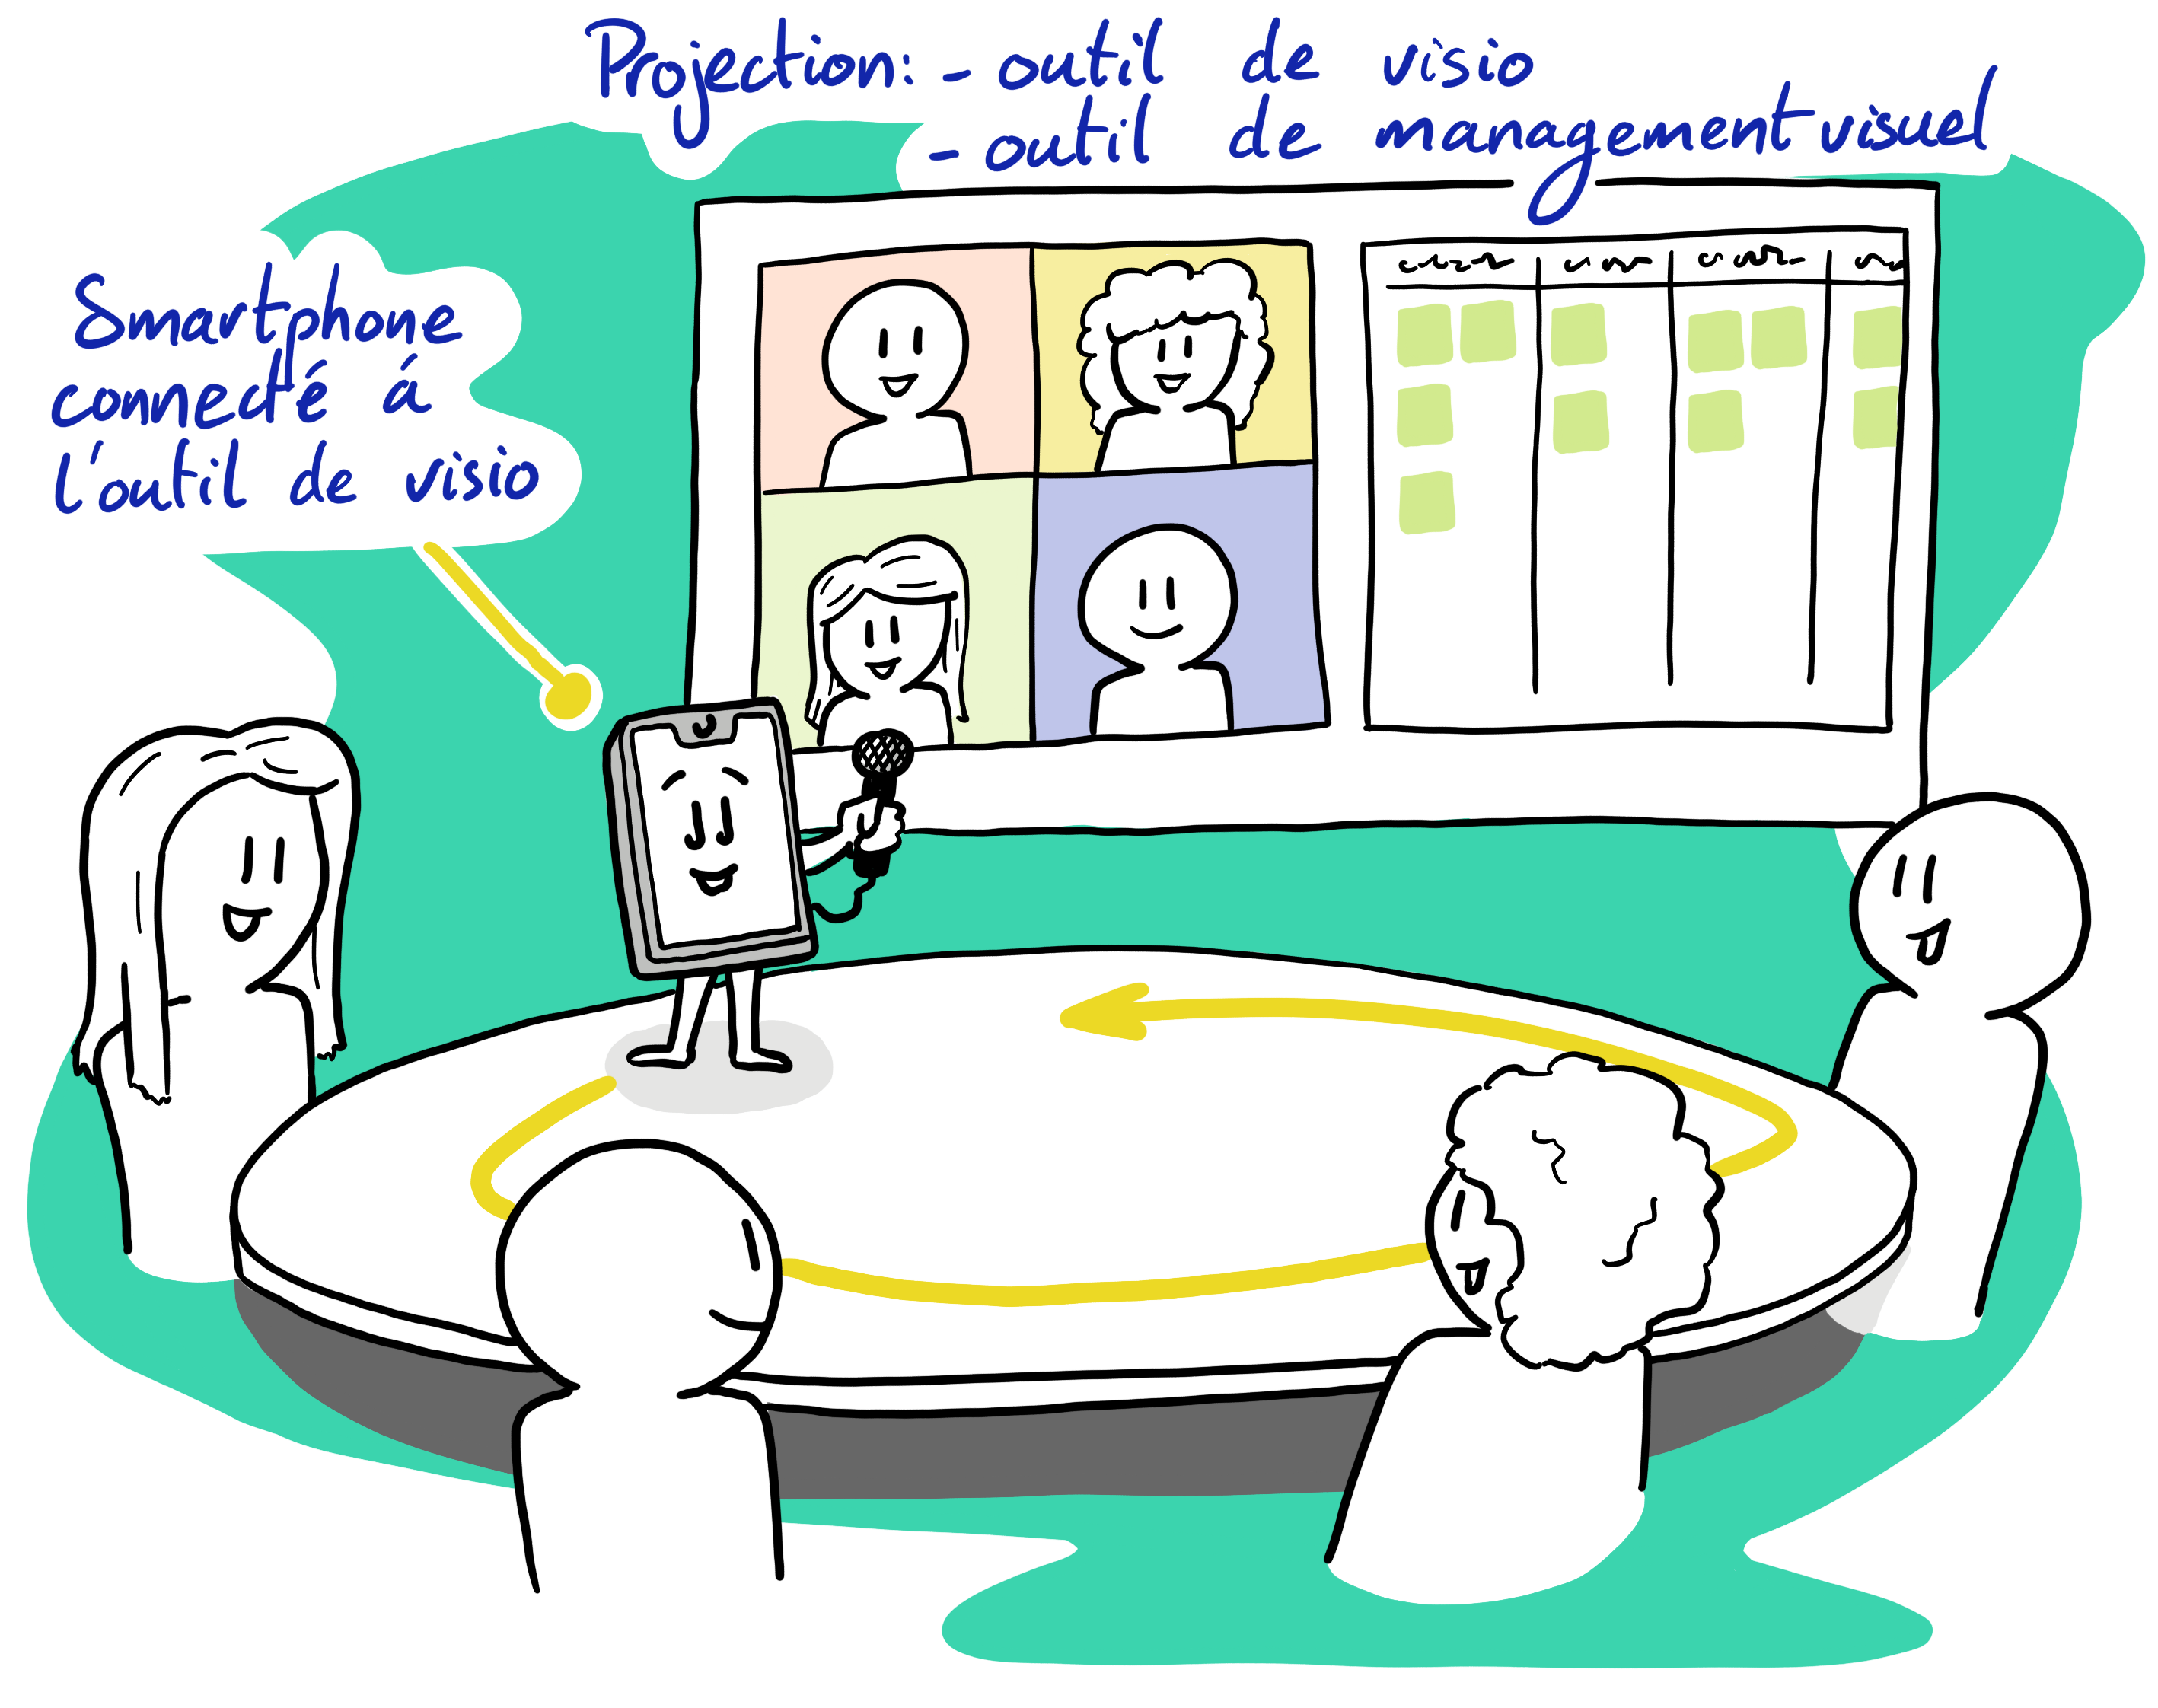 Projection: - outil de visio
- outil de management visuel
Smartphone
connecté á
l'outil de visio